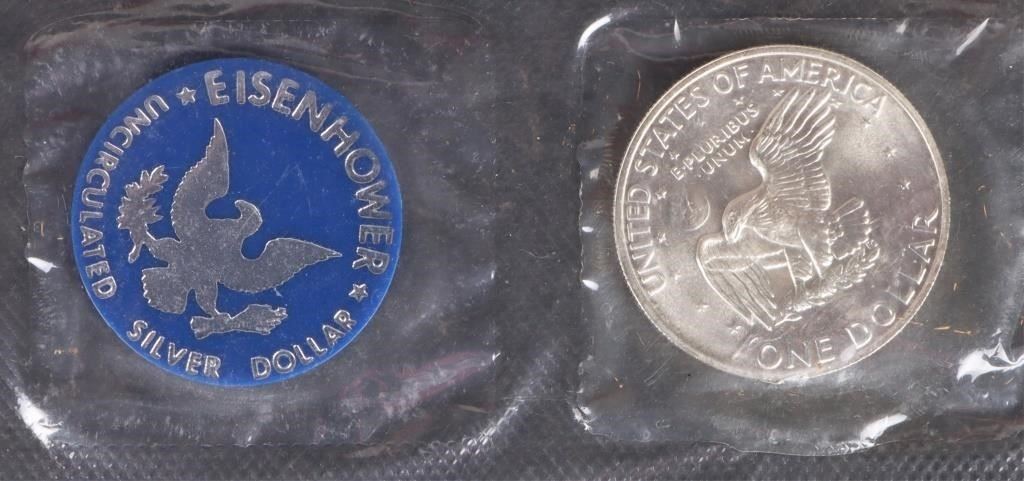 ★ EISENHOWER ★
UNCIRCULATED
SILVER DOLLAR
UNITED STATES OF AMERICA
E PLURIBUS
UNUM
ONE DOLLAR